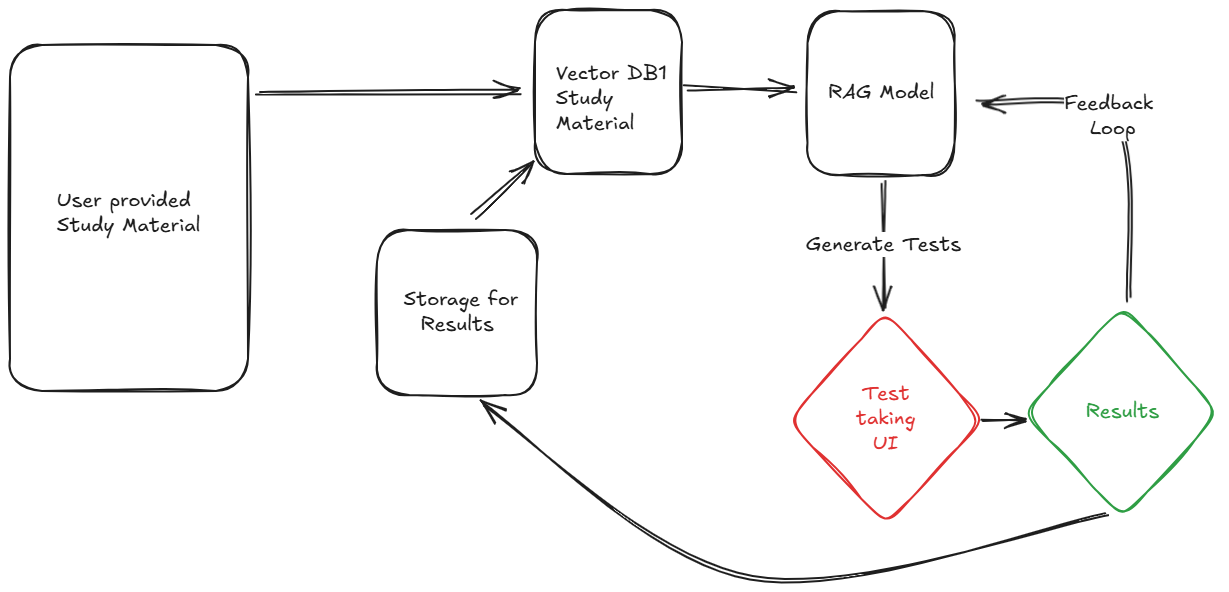 User provided
Study Material
Vector DB1
Study
Material
RAG Model
Feedback
Loop
Storage for
Results
Generate Tests
Test
taking
UI
Results